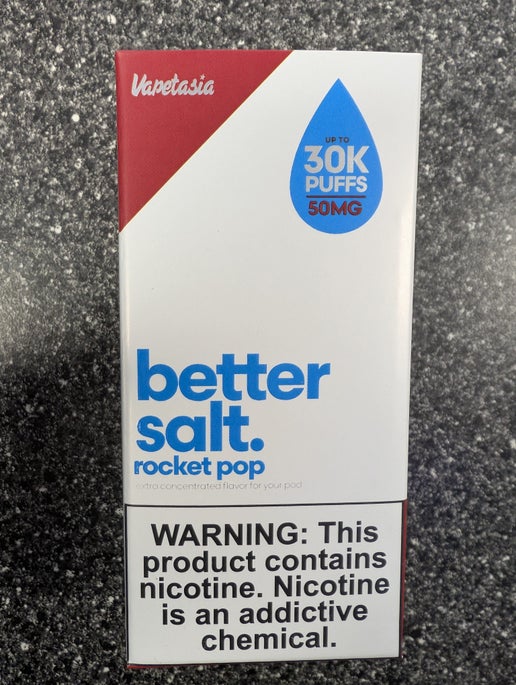 Vapetasia
UP TO
30K
PUFFS
50MG
better
salt.
rocket pop
extra concentrated flavor for your pod
WARNING: This
product contains
nicotine. Nicotine
is an addictive
chemical.